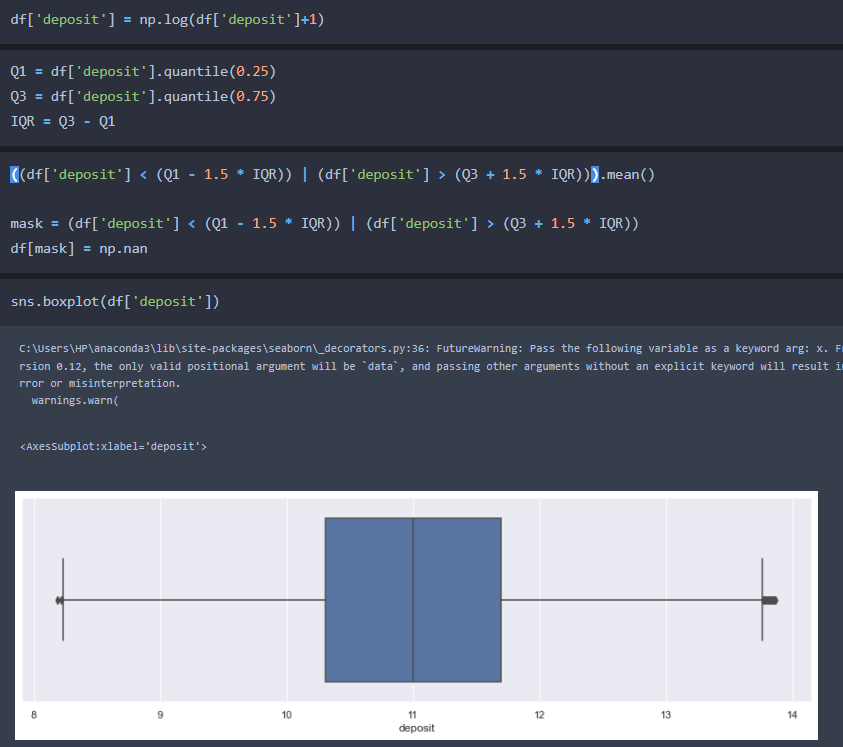 df['deposit'] = np.log(df['deposit']+1)
Q1 = df['deposit'].quantile(0.25)
Q3 = df['deposit'].quantile(0.75)
IQR = Q3 - Q1
((df['deposit'] < (Q1 - 1.5 * IQR)) | (df['deposit'] > (Q3 + 1.5 * IQR))).mean()
mask = (df['deposit'] < (Q1 - 1.5 * IQR)) | (df['deposit'] > (Q3 + 1.5 * IQR))
df[mask] = np.nan
sns.boxplot(df['deposit'])
C:\Users\HP\anaconda3\lib\site-packages\seaborn\_decorators.py:36: FutureWarning: Pass the following variable as a keyword arg: x.
rsion 0.12, the only valid positional argument will be `data`, and passing other arguments without an explicit keyword will result
rror or misinterpretation.
warnings.warn(
<AxesSubplot:xlabel='deposit'>
8 9 10 11 12 13 14
deposit